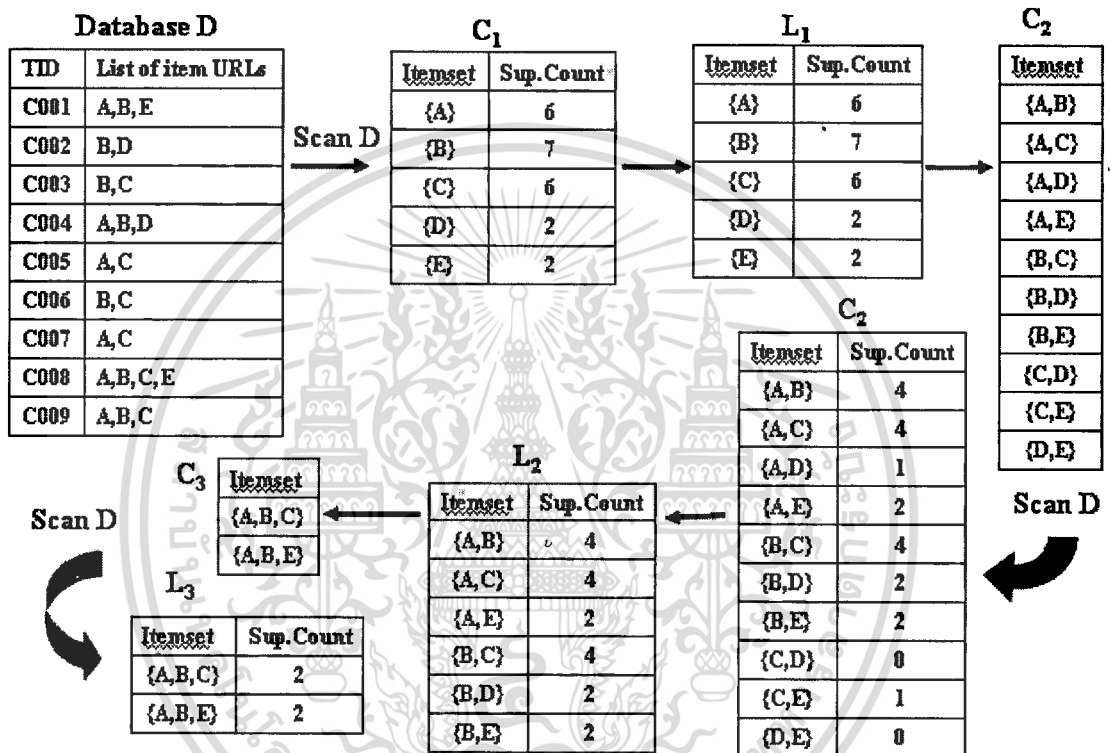 Database D
TID List of item URLs
C001 A,B,E
C002 B,D
C003 B,C
C004 A,B,D
C005 A,C
C006 B,C
C007 A,C
C008 A,B,C,E
C009 A,B,C
Scan D
C1
Itemset Sup.Count
{A} 6
{B} 7
{C} 6
{D} 2
{E} 2
L1
Itemset Sup.Count
{A} 6
{B} 7
{C} 6
{D} 2
{E} 2
C2
Itemset
{A,B}
{A,C}
{A,D}
{A,E}
{B,C}
{B,D}
{B,E}
{C,D}
{C,E}
{D,E}
Scan D
C2
Itemset Sup.Count
{A,B} 4
{A,C} 4
{A,D} 1
{A,E} 2
{B,C} 4
{B,D} 2
{B,E} 2
{C,D} 0
{C,E} 1
{D,E} 0
L2
Itemset Sup.Count
{A,B} 4
{A,C} 4
{A,E} 2
{B,C} 4
{B,D} 2
{B,E} 2
C3
Itemset
{A,B,C}
{A,B,E}
Scan D
L3
Itemset Sup.Count
{A,B,C} 2
{A,B,E} 2